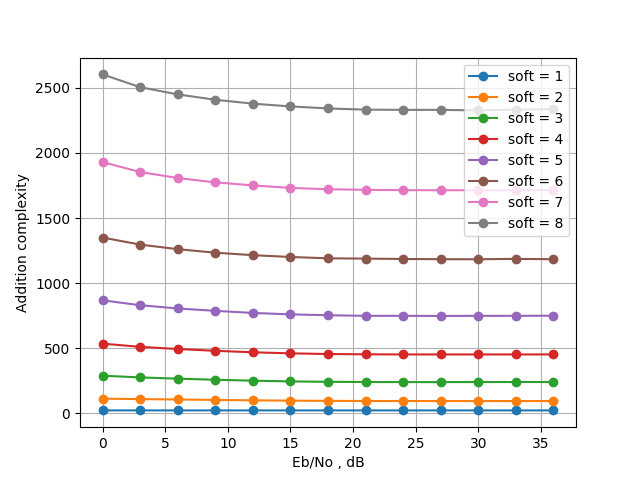 2500
2000
1500
1000
500
0
Addition complexity
0 5 10 15 20 25 30 35
Eb/No , dB
soft = 1
soft = 2
soft = 3
soft = 4
soft = 5
soft = 6
soft = 7
soft = 8